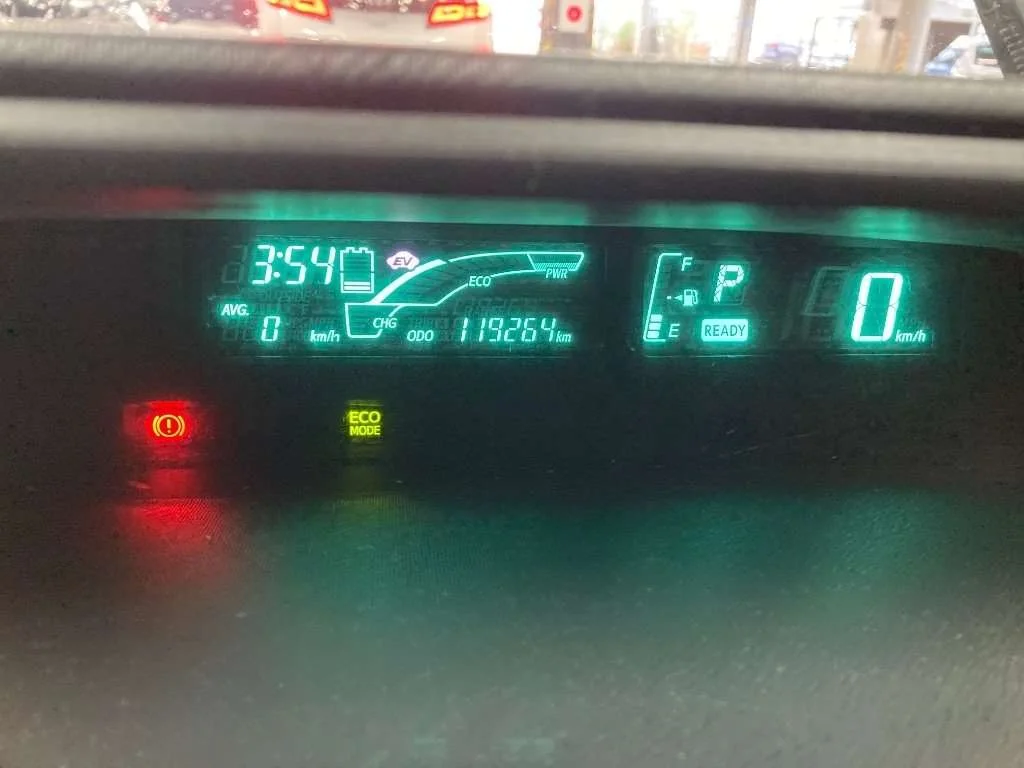 3:54
EV
ECO
PWR
AVG.
0 km/h
CHG
ODO 119264 km
F
P
E
READY
0 km/h
(!)
ECO
MODE